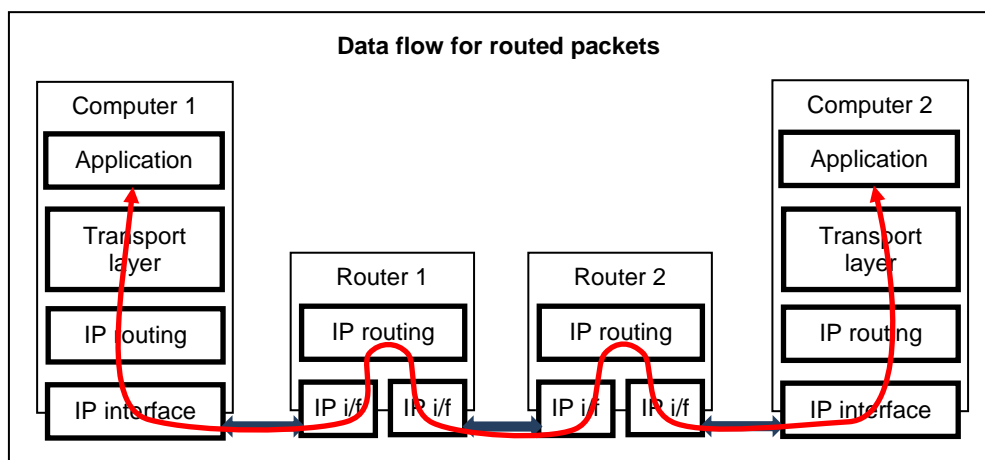 Data flow for routed packets
Computer 1
Application
Transport
layer
IP routing
IP interface
Router 1
IP routing
IP i/f
IP i/f
Router 2
IP routing
IP i/f
IP i/f
Computer 2
Application
Transport
layer
IP routing
IP interface